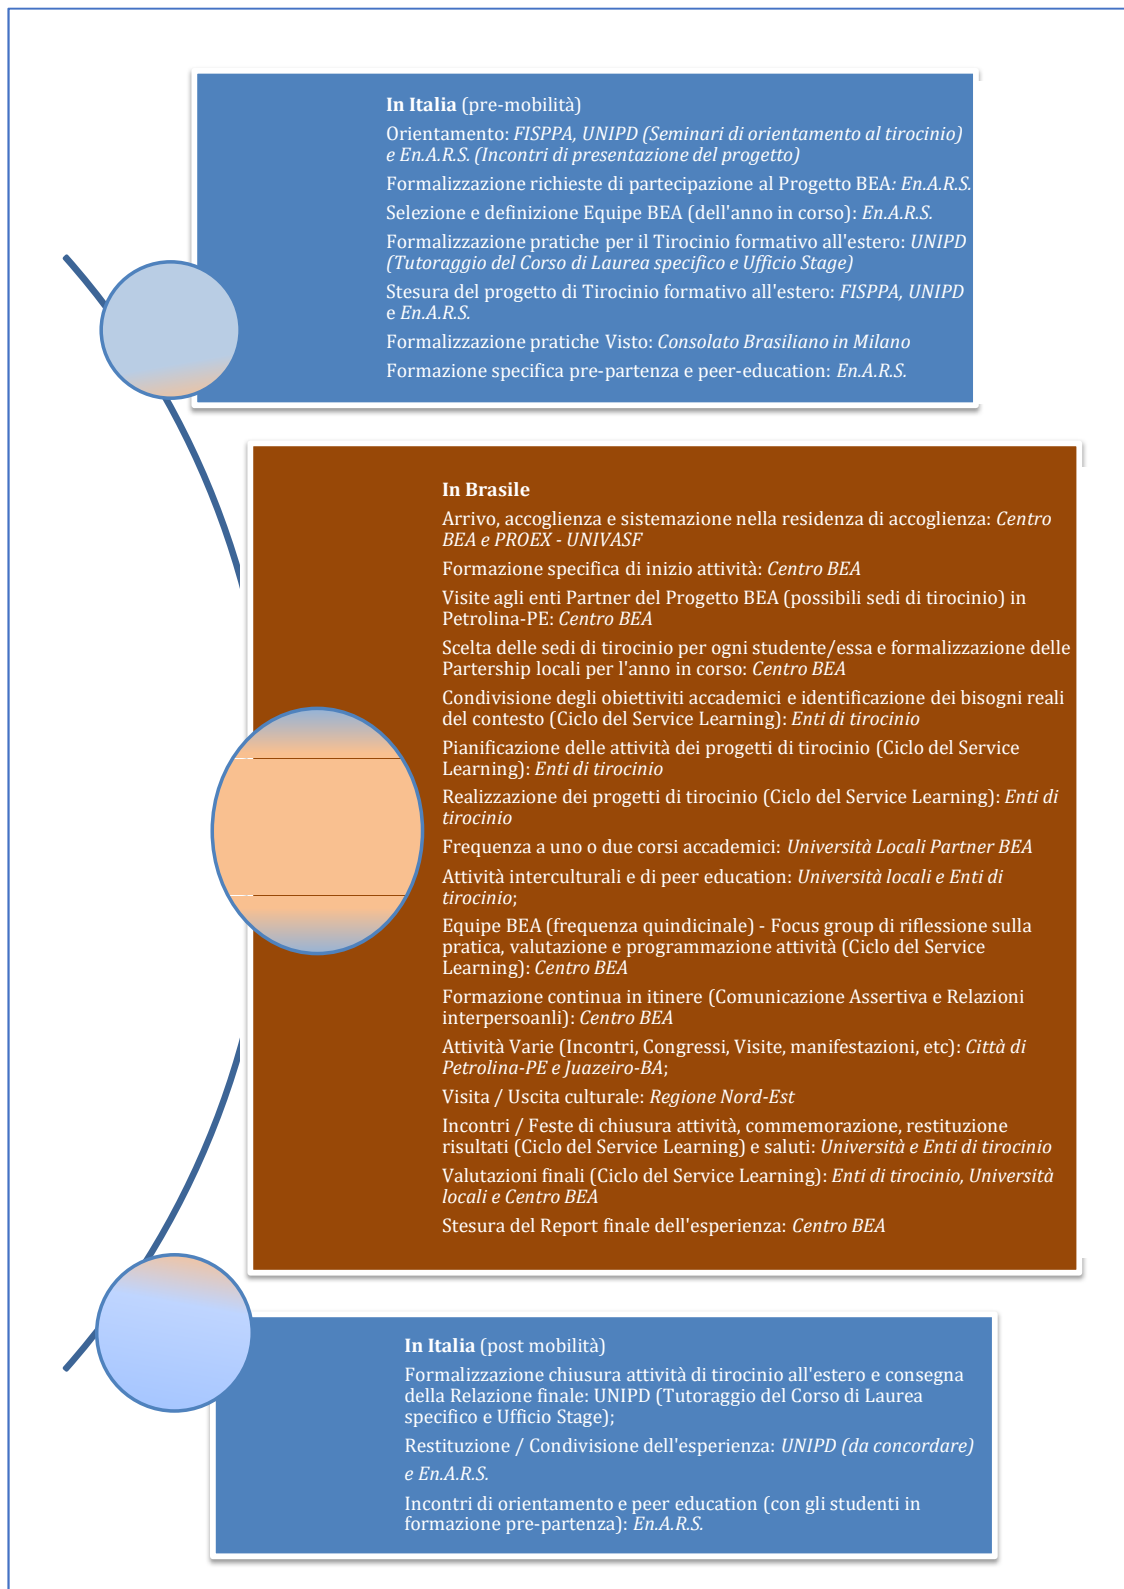 In Italia (pre-mobilità)
Orientamento: FISPPA, UNIPD (Seminari di orientamento al tirocinio)
e En.A.R.S. (Incontri di presentazione del progetto)
Formalizzazione richieste di partecipazione al Progetto BEA: En.A.R.S.
Selezione e definizione Equipe BEA (dell'anno in corso): En.A.R.S.
Formalizzazione pratiche per il Tirocinio formativo all'estero: UNIPD
(Tutoraggio del Corso di Laurea specifico e Ufficio Stage)
Stesura del progetto di Tirocinio formativo all'estero: FISPPA, UNIPD
e En.A.R.S.
Formalizzazione pratiche Visto: Consolato Brasiliano in Milano
Formazione specifica pre-partenza e peer-education: En.A.R.S.
In Brasile
Arrivo, accoglienza e sistemazione nella residenza di accoglienza: Centro
BEA e PROEX - UNIVASF
Formazione specifica di inizio attività: Centro BEA
Visite agli enti Partner del Progetto BEA (possibili sedi di tirocinio) in
Petrolina-PE: Centro BEA
Scelta delle sedi di tirocinio per ogni studente/essa e formalizzazione delle
Partership locali per l'anno in corso: Centro BEA
Condivisione degli obiettiviti accademici e identificazione dei bisogni reali
del contesto (Ciclo del Service Learning): Enti di tirocinio
Pianificazione delle attività dei progetti di tirocinio (Ciclo del Service
Learning): Enti di tirocinio
Realizzazione dei progetti di tirocinio (Ciclo del Service Learning): Enti di
tirocinio
Frequenza a uno o due corsi accademici: Università Locali Partner BEA
Attività interculturali e di peer education: Università locali e Enti di
tirocinio;
Equipe BEA (frequenza quindicinale) - Focus group di riflessione sulla
pratica, valutazione e programmazione attività (Ciclo del Service
Learning): Centro BEA
Formazione continua in itinere (Comunicazione Assertiva e Relazioni
interpersoanli): Centro BEA
Attività Varie (Incontri, Congressi, Visite, manifestazioni, etc): Città di
Petrolina-PE e Juazeiro-BA;
Visita / Uscita culturale: Regione Nord-Est
Incontri / Feste di chiusura attività, commemorazione, restituzione
risultati (Ciclo del Service Learning) e saluti: Università e Enti di tirocinio
Valutazioni finali (Ciclo del Service Learning): Enti di tirocinio, Università
locali e Centro BEA
Stesura del Report finale dell'esperienza: Centro BEA
In Italia (post mobilità)
Formalizzazione chiusura attività di tirocinio all'estero e consegna
della Relazione finale: UNIPD (Tutoraggio del Corso di Laurea
specifico e Ufficio Stage);
Restituzione / Condivisione dell'esperienza: UNIPD (da concordare)
e En.A.R.S.
Incontri di orientamento e peer education (con gli studenti in
formazione pre-partenza): En.A.R.S.